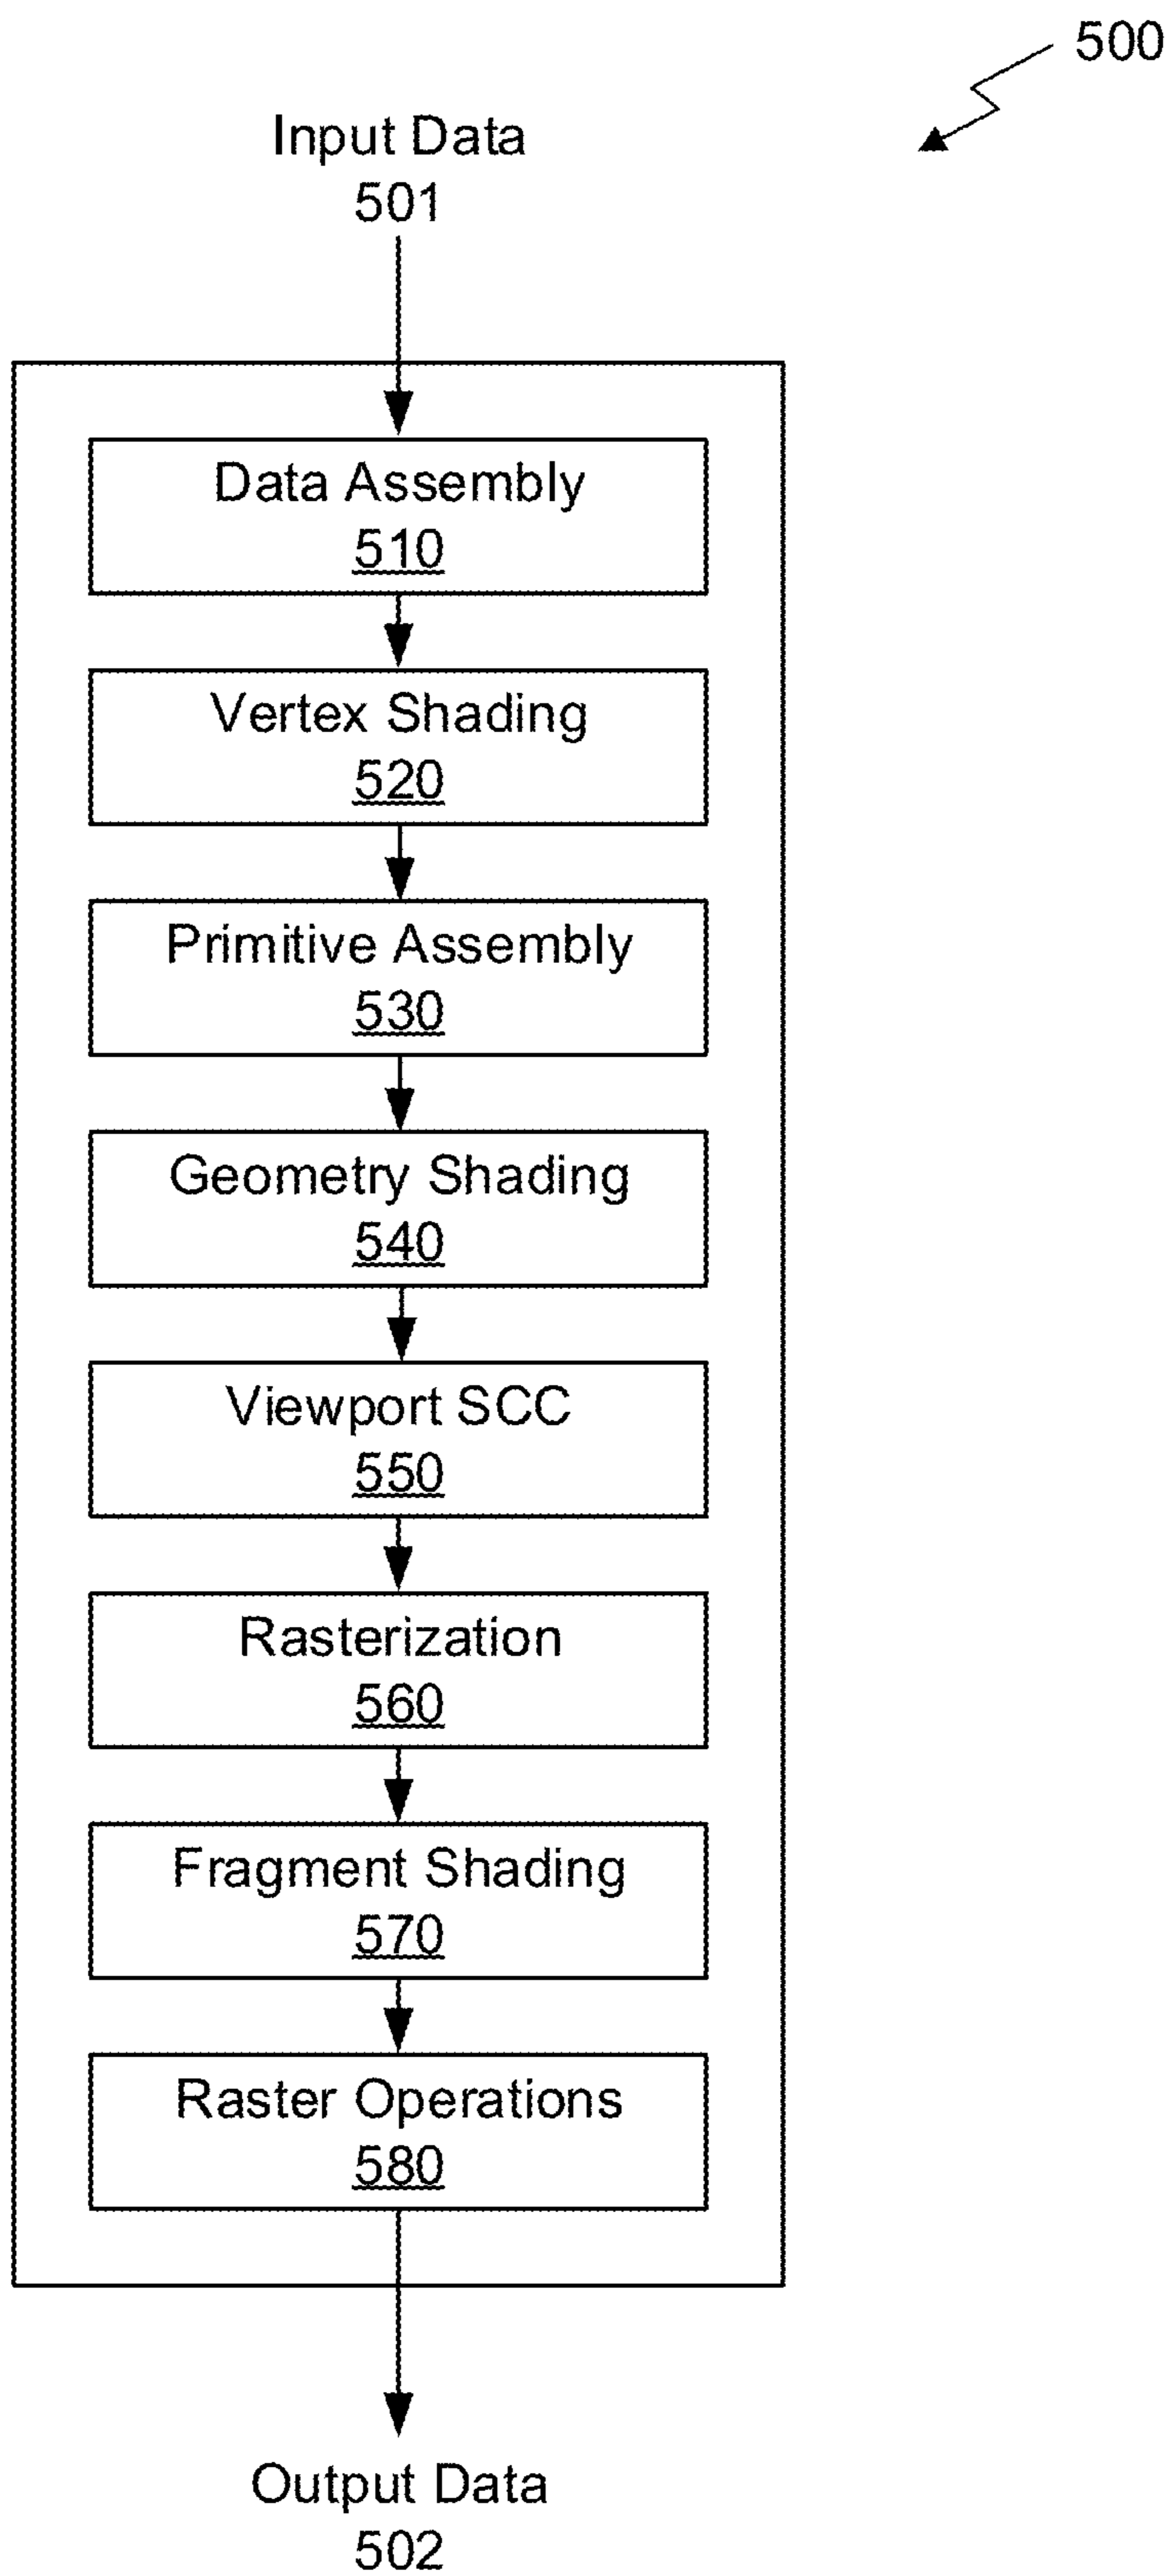 500
Input Data
501
Data Assembly
510
Vertex Shading
520
Primitive Assembly
530
Geometry Shading
540
Viewport SCC
550
Rasterization
560
Fragment Shading
570
Raster Operations
580
Output Data
502